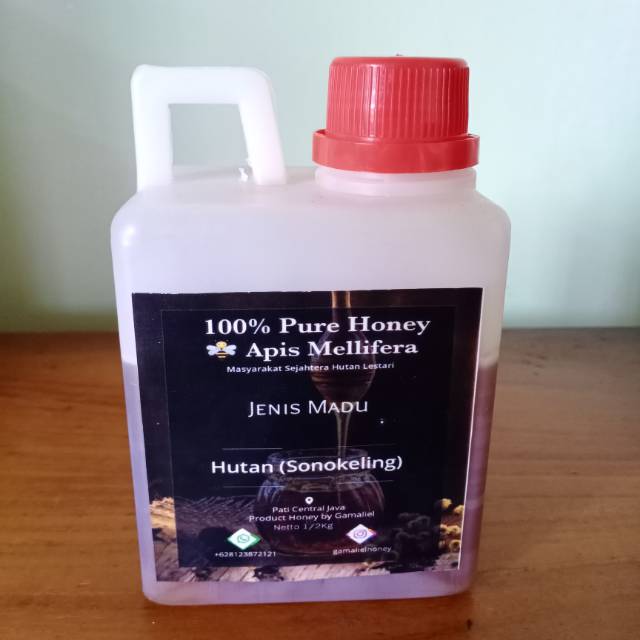 100% Pure Honey
Apis Mellifera
Masyarakat Sejahtera Hutan Lestari
Jenis Madu
Hutan (Sonokeling)
Pati Central Java
Product Honey by Gamaliel
Netto 1/2Kg
+628123872121
gamalielhoney